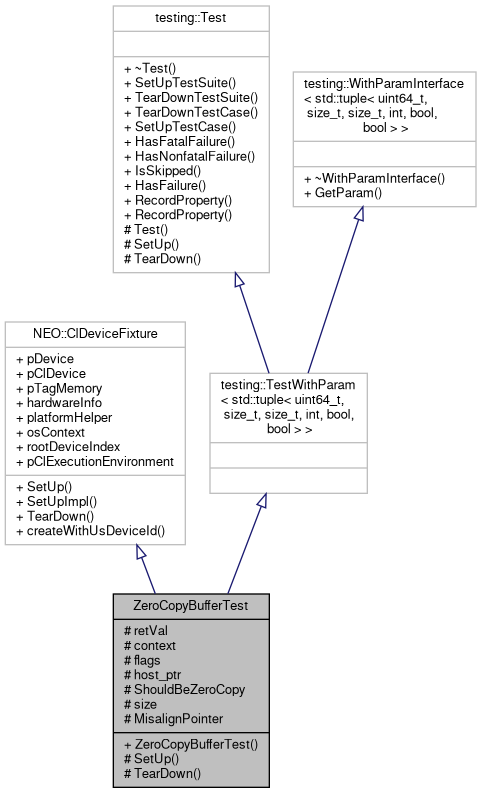 testing::Test
+ ~Test()
+ SetUpTestSuite()
+ TearDownTestSuite()
+ TearDownTestCase()
+ SetUpTestCase()
+ HasFatalFailure()
+ HasNonfatalFailure()
+ IsSkipped()
+ HasFailure()
+ RecordProperty()
+ RecordProperty()
# Test()
# SetUp()
# TearDown()
testing::WithParamInterface
< std::tuple< uint64_t,
size_t, size_t, int, bool,
bool > >
+ ~WithParamInterface()
+ GetParam()
NEO::ClDeviceFixture
+ pDevice
+ pClDevice
+ pTagMemory
+ hardwareInfo
+ platformHelper
+ osContext
+ rootDeviceIndex
+ pClExecutionEnvironment
+ SetUp()
+ SetUpImpl()
+ TearDown()
+ createWithUsDeviceId()
testing::TestWithParam
< std::tuple< uint64_t,
size_t, size_t, int, bool,
bool > >
ZeroCopyBufferTest
# retVal
# context
# flags
# host_ptr
# ShouldBeZeroCopy
# size
# MisalignPointer
+ ZeroCopyBufferTest()
# SetUp()
# TearDown()